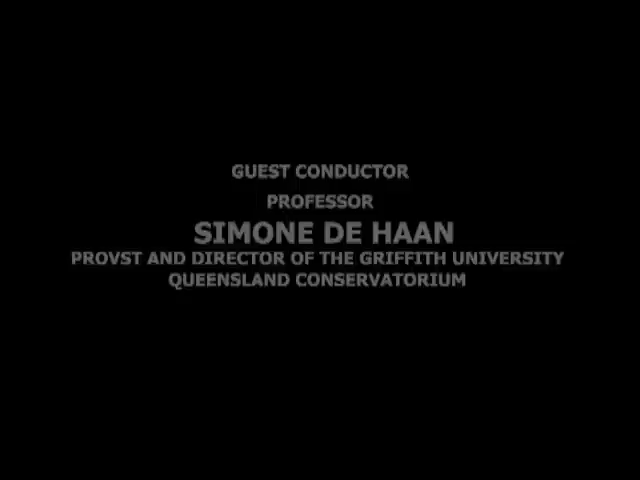 GUEST CONDUCTOR
PROFESSOR
SIMONE DE HAAN
PROVST AND DIRECTOR OF THE GRIFFITH UNIVERSITY
QUEENSLAND CONSERVATORIUM